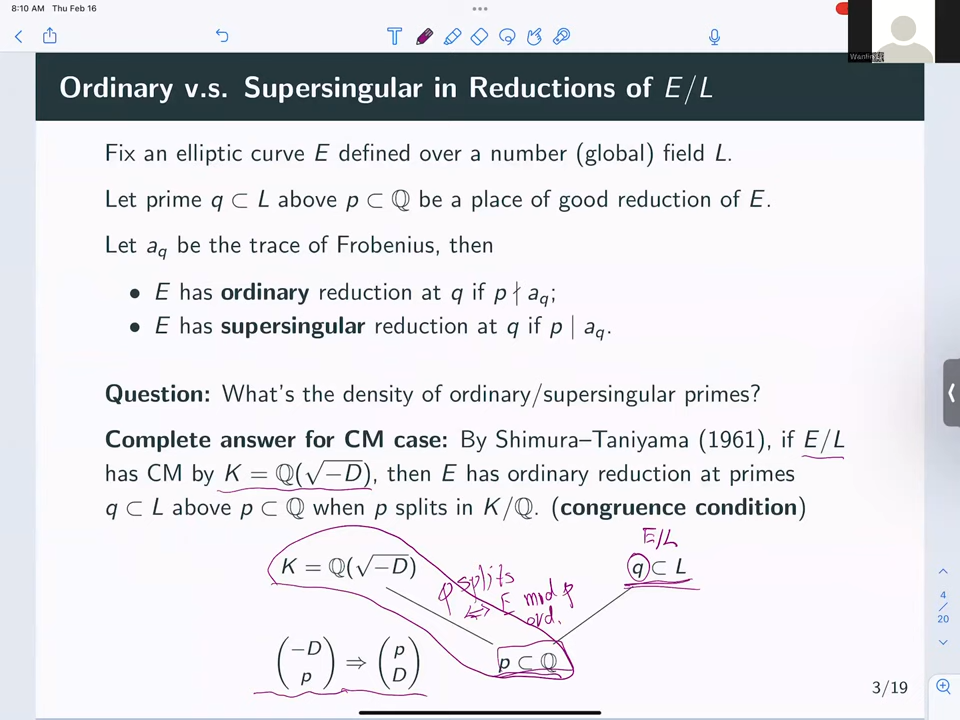 8:10 AM Thu Feb 16
Ordinary v.s. Supersingular in Reductions of E/L
Fix an elliptic curve E defined over a number (global) field L.
Let prime q ⊂ L above p ⊂ ℚ be a place of good reduction of E.
Let a_q be the trace of Frobenius, then
• E has ordinary reduction at q if p ∤ a_q;
• E has supersingular reduction at q if p | a_q.
Question: What's the density of ordinary/supersingular primes?
Complete answer for CM case: By Shimura–Taniyama (1961), if E/L
has CM by K = ℚ(√−D), then E has ordinary reduction at primes
q ⊂ L above p ⊂ ℚ when p splits in K/ℚ. (congruence condition)
E/L
K = ℚ(√−D)
q ⊂ L
p splits
↔ E mod p
ord.
(−D p) ⇒ (p D)
p ⊂ ℚ
4
/
20
3/19